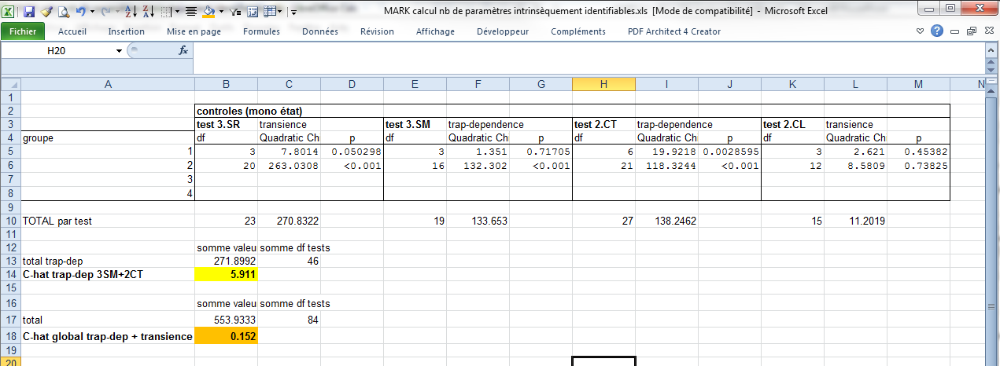 MARK calcul nb de paramètres intrinsèquement identifiables.xls [Mode de compatibilité] - Microsoft Excel
Fichier Accueil Insertion Mise en page Formules Données Révision Affichage Développeur Compléments PDF Architect 4 Creator
H20 fx
A B C D E F G H I J K L M N
1
2 controles (mono état)
3 test 3.SR transience test 3.SM trap-dependence test 2.CT trap-dependence test 2.CL transience
4 groupe df Quadratic Ch p df Quadratic Ch p df Quadratic Ch p df Quadratic Ch p
5 1 3 7.8014 0.050298 3 1.351 0.71705 6 19.9218 0.0028595 3 2.621 0.45382
6 2 20 263.0308 <0.001 16 132.302 <0.001 21 118.3244 <0.001 12 8.5809 0.73825
7 3
8 4
9
10 TOTAL par test 23 270.8322 19 133.653 27 138.2462 15 11.2019
11
12 somme valeu somme df tests
13 total trap-dep 271.8992 46
14 C-hat trap-dep 3SM+2CT 5.911
15
16 somme valeu somme df tests
17 total 553.9333 84
18 C-hat global trap-dep + transience 0.152
19
20